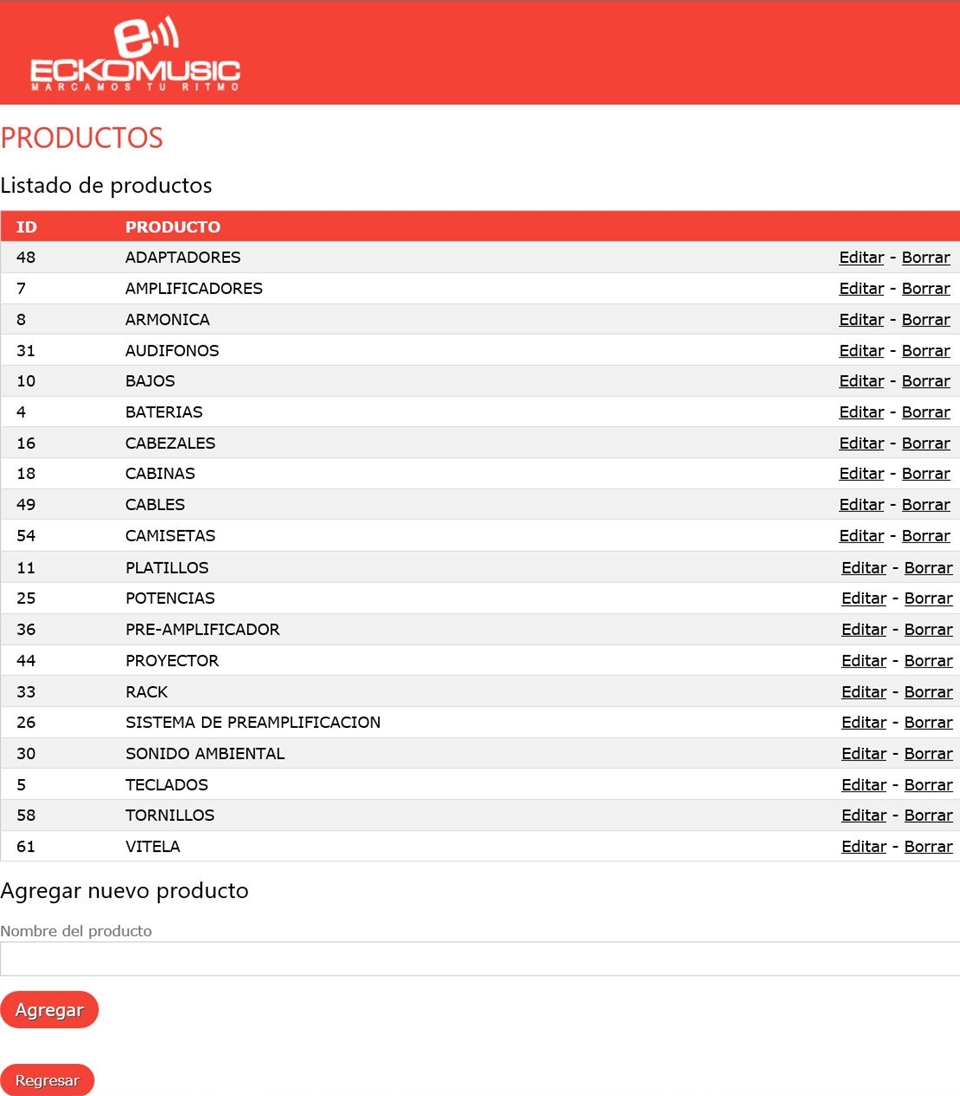 ECKOMUSIC
MARCAMOS TU RITMO
PRODUCTOS
Listado de productos
ID PRODUCTO
48 ADAPTADORES Editar - Borrar
7 AMPLIFICADORES Editar - Borrar
8 ARMONICA Editar - Borrar
31 AUDIFONOS Editar - Borrar
10 BAJOS Editar - Borrar
4 BATERIAS Editar - Borrar
16 CABEZALES Editar - Borrar
18 CABINAS Editar - Borrar
49 CABLES Editar - Borrar
54 CAMISETAS Editar - Borrar
11 PLATILLOS Editar - Borrar
25 POTENCIAS Editar - Borrar
36 PRE-AMPLIFICADOR Editar - Borrar
44 PROYECTOR Editar - Borrar
33 RACK Editar - Borrar
26 SISTEMA DE PREAMPLIFICACION Editar - Borrar
30 SONIDO AMBIENTAL Editar - Borrar
5 TECLADOS Editar - Borrar
58 TORNILLOS Editar - Borrar
61 VITELA Editar - Borrar
Agregar nuevo producto
Nombre del producto
Agregar
Regresar